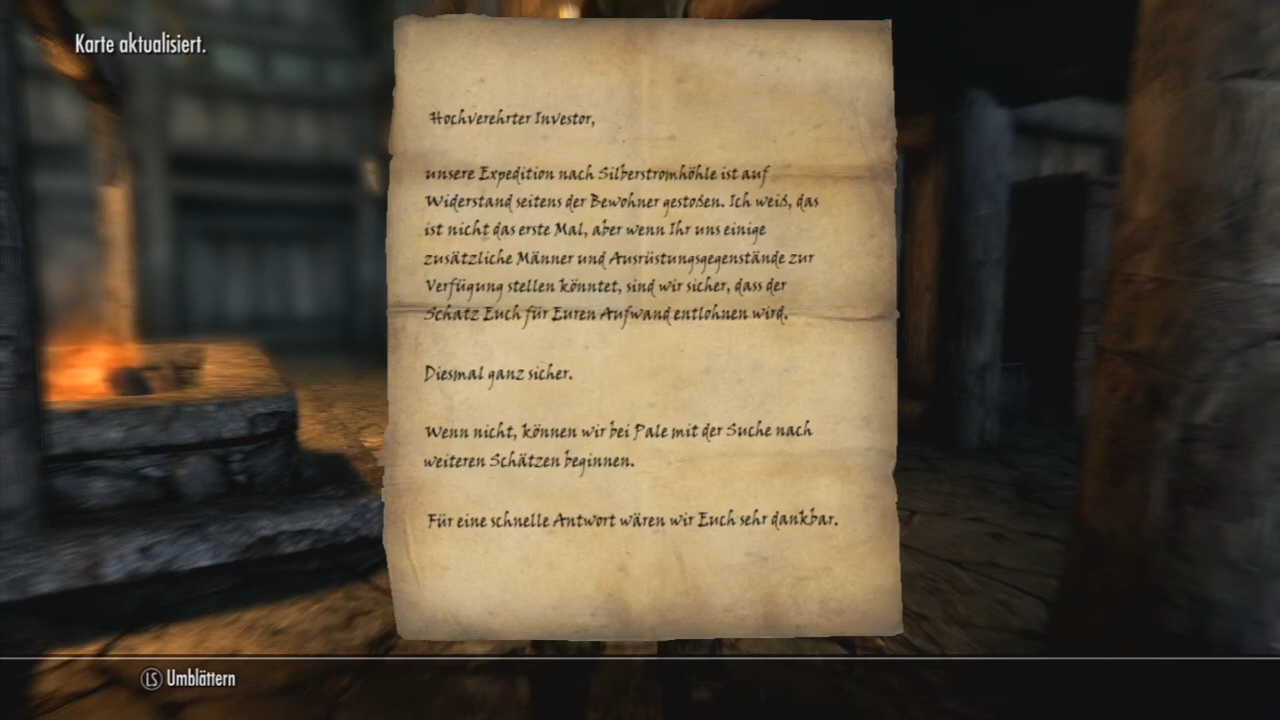 Karte aktualisiert.
Hochverehrter Investor,
unsere Expedition nach Silberstromhöhle ist auf
Widerstand seitens der Bewohner gestoßen. Ich weiß, das
ist nicht das erste Mal, aber wenn Ihr uns einige
zusätzliche Männer und Ausrüstungsgegenstände zur
Verfügung stellen könntet, sind wir sicher, dass der
Schatz Euch für Euren Aufwand entlohnen wird.
Diesmal ganz sicher.
Wenn nicht, können wir bei Pale mit der Suche nach
weiteren Schätzen beginnen.
Für eine schnelle Antwort wären wir Euch sehr dankbar.
LS Umblättern